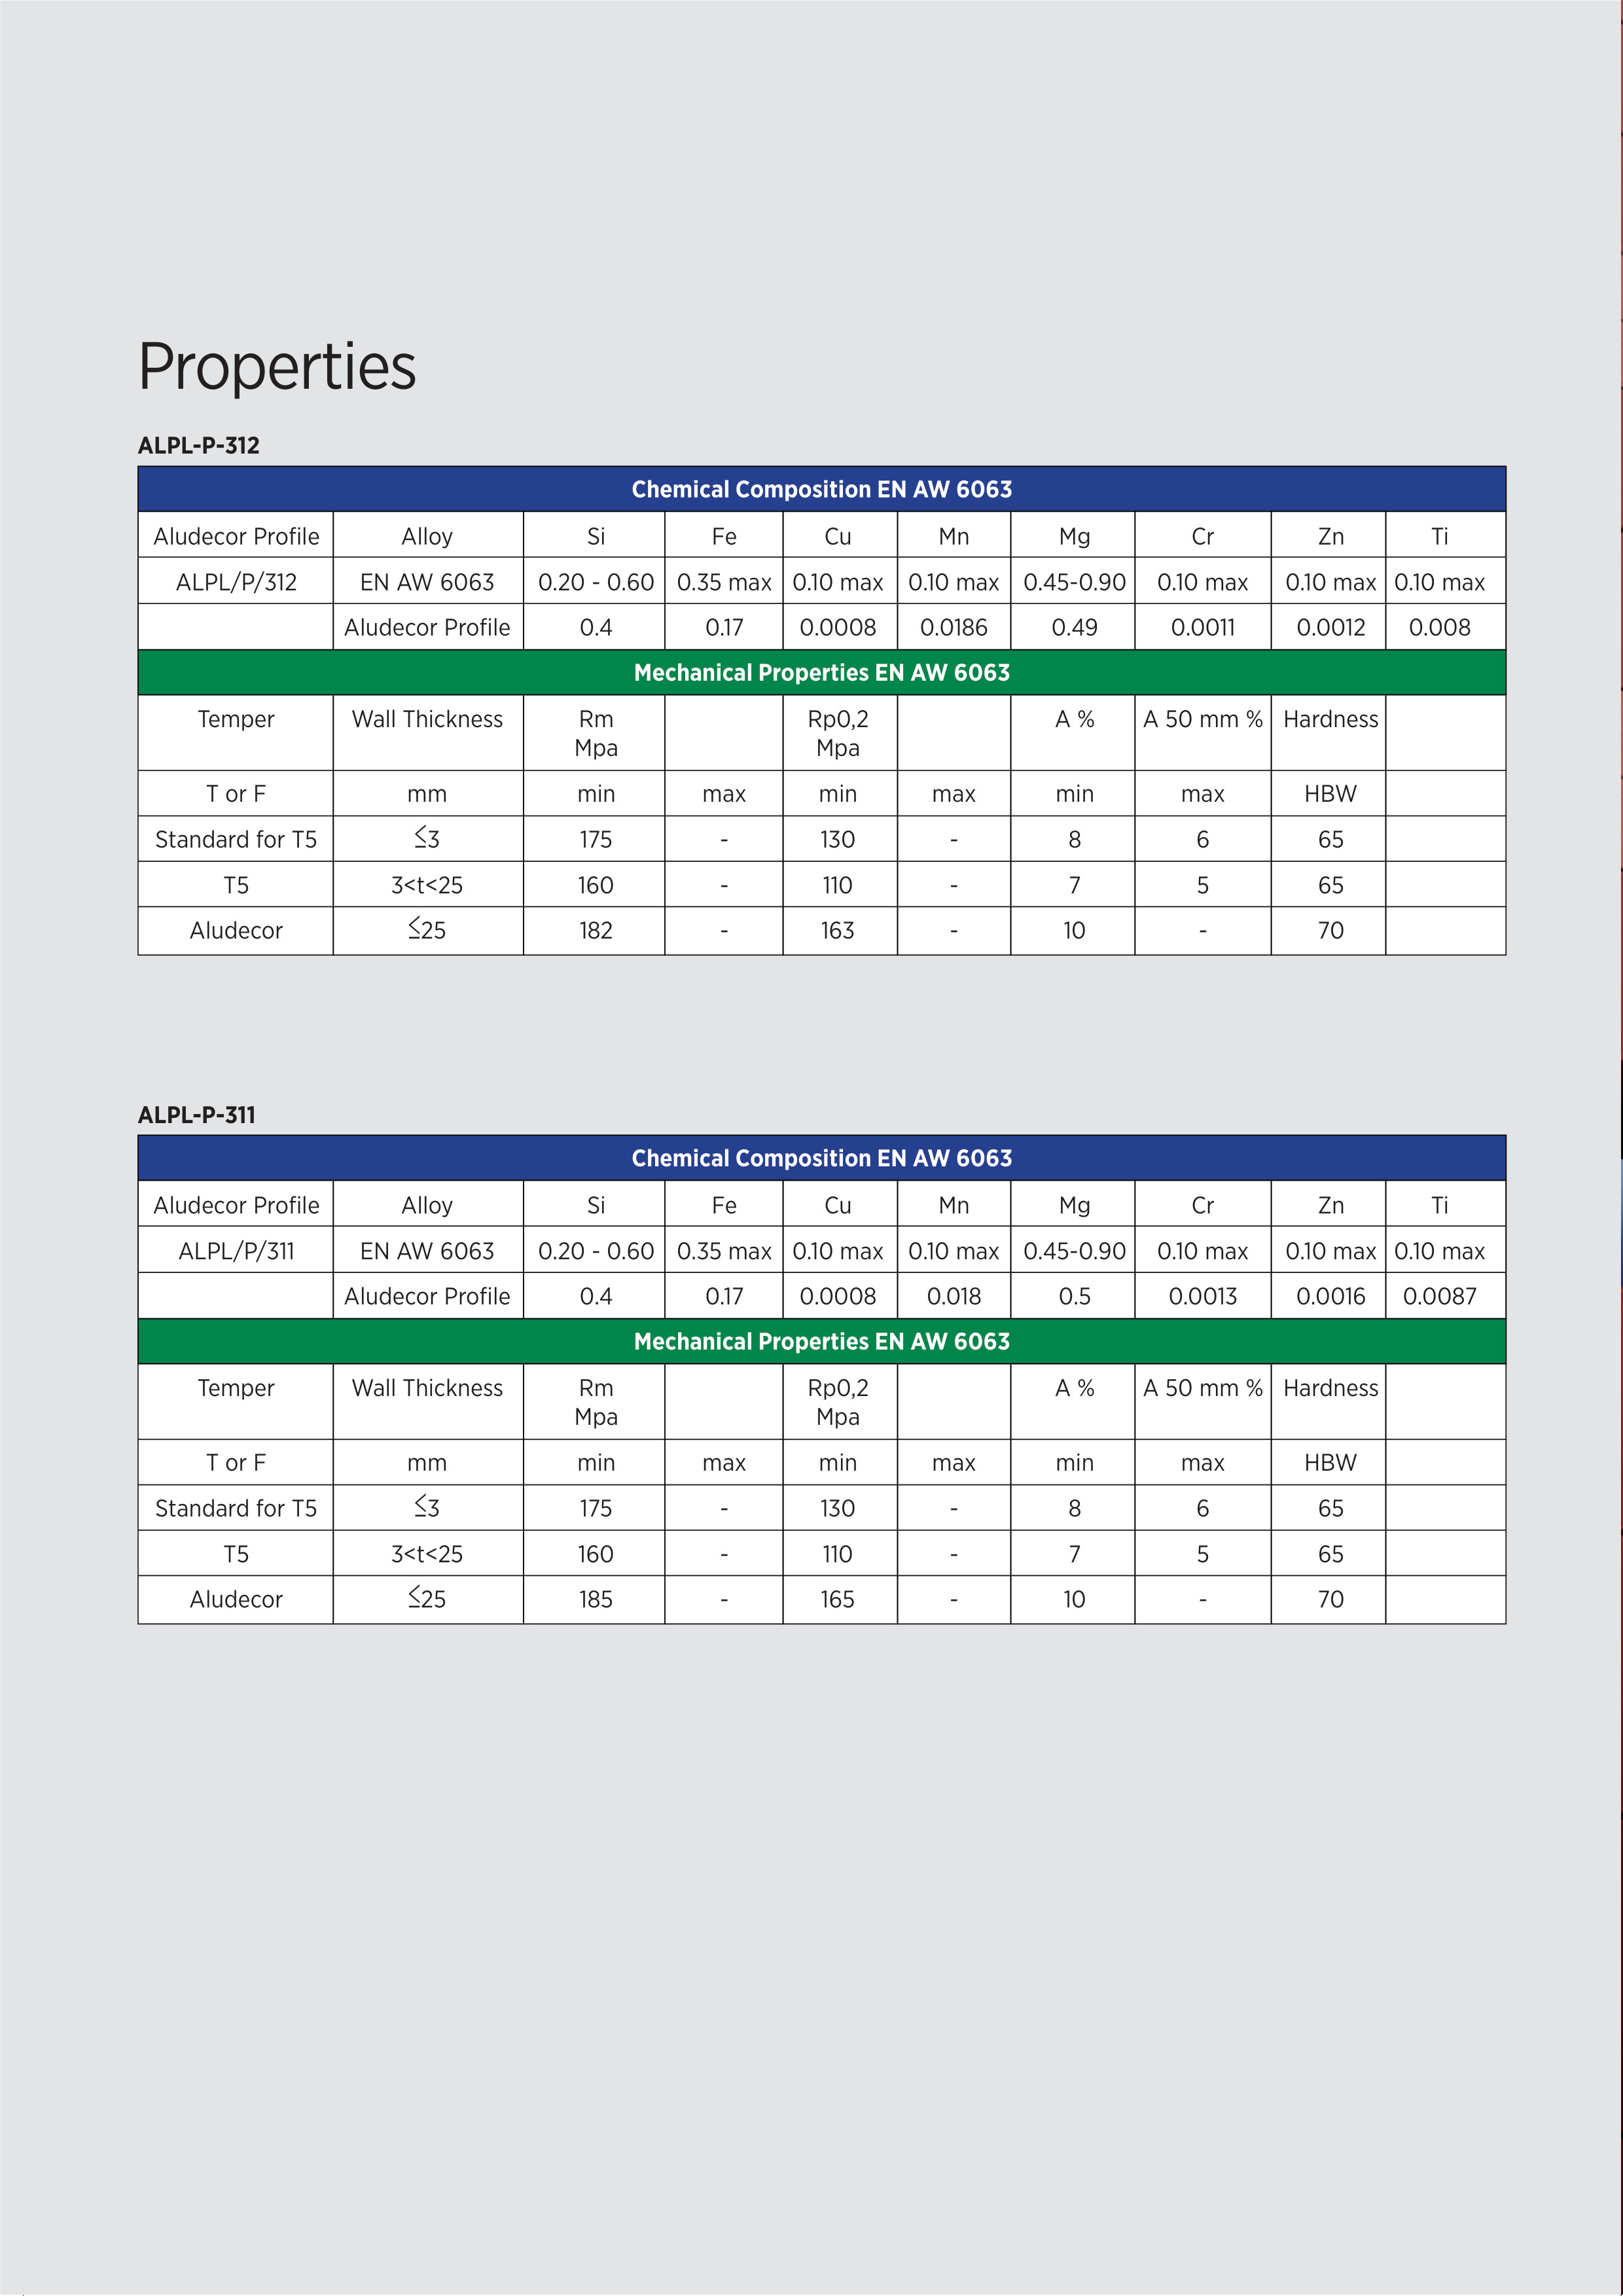 Properties
ALPL-P-312
Chemical Composition EN AW 6063
Aludecor Profile Alloy Si Fe Cu Mn Mg Cr Zn Ti
ALPL/P/312 EN AW 6063 0.20 - 0.60 0.35 max 0.10 max 0.10 max 0.45-0.90 0.10 max 0.10 max 0.10 max
Aludecor Profile 0.4 0.17 0.0008 0.0186 0.49 0.0011 0.0012 0.008
Mechanical Properties EN AW 6063
Temper Wall Thickness Rm Rp0,2 A % A 50 mm % Hardness
Mpa Mpa
T or F mm min max min max min max HBW
Standard for T5 ≤3 175 - 130 - 8 6 65
T5 3<t<25 160 - 110 - 7 5 65
Aludecor ≤25 182 - 163 - 10 - 70
ALPL-P-311
Chemical Composition EN AW 6063
Aludecor Profile Alloy Si Fe Cu Mn Mg Cr Zn Ti
ALPL/P/311 EN AW 6063 0.20 - 0.60 0.35 max 0.10 max 0.10 max 0.45-0.90 0.10 max 0.10 max 0.10 max
Aludecor Profile 0.4 0.17 0.0008 0.018 0.5 0.0013 0.0016 0.0087
Mechanical Properties EN AW 6063
Temper Wall Thickness Rm Rp0,2 A % A 50 mm % Hardness
Mpa Mpa
T or F mm min max min max min max HBW
Standard for T5 ≤3 175 - 130 - 8 6 65
T5 3<t<25 160 - 110 - 7 5 65
Aludecor ≤25 185 - 165 - 10 - 70